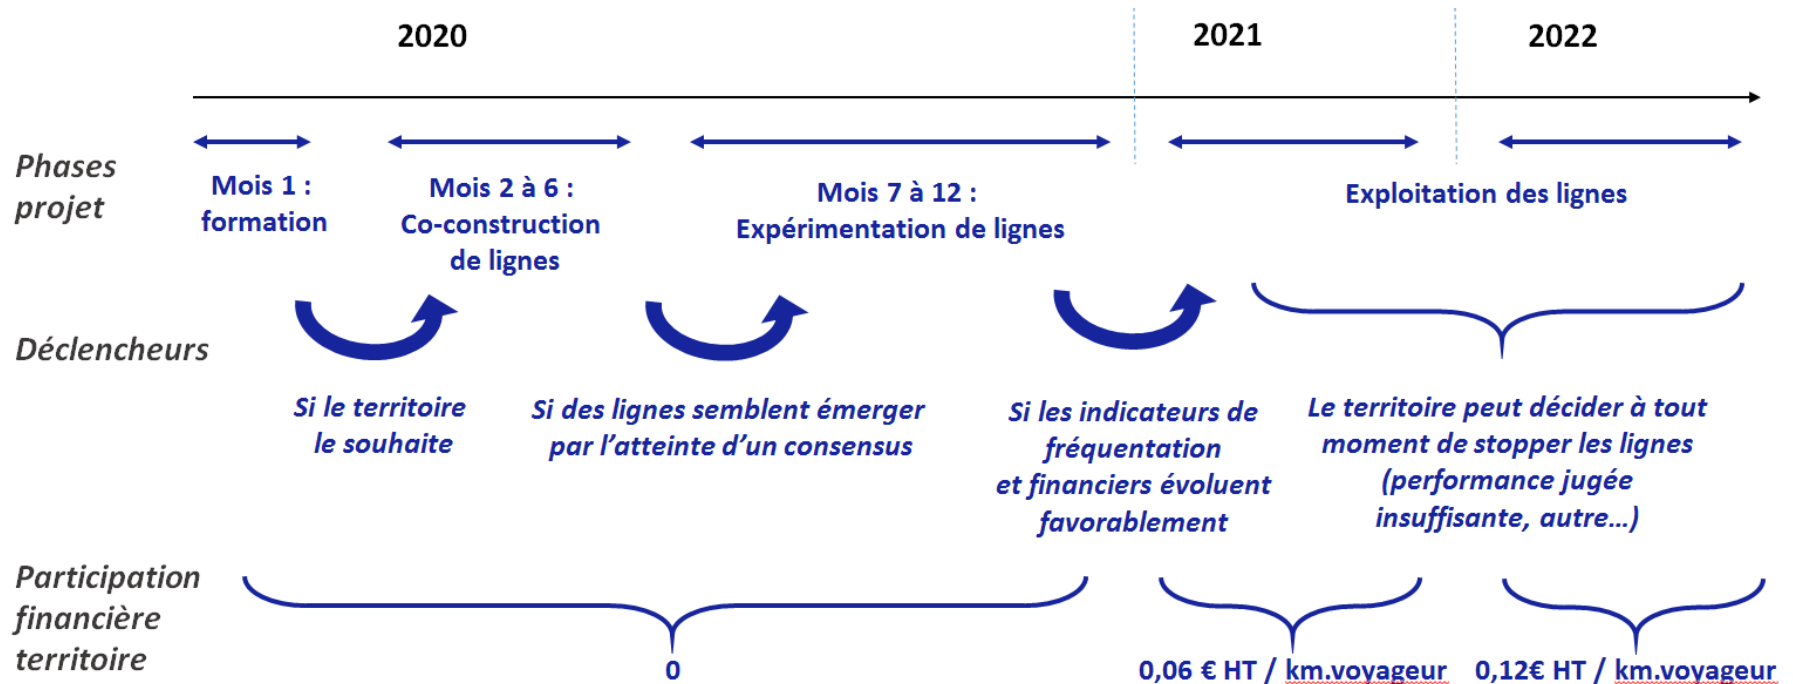 2020
2021
2022
Phases
projet
Mois 1 :
formation
Mois 2 à 6 :
Co-construction
de lignes
Mois 7 à 12 :
Expérimentation de lignes
Exploitation des lignes
Déclencheurs
Si le territoire
le souhaite
Si des lignes semblent émerger
par l’atteinte d’un consensus
Si les indicateurs de
fréquentation
et financiers évoluent
favorablement
Le territoire peut décider à tout
moment de stopper les lignes
(performance jugée
insuffisante, autre…)
Participation
financière
territoire
0
0,06 € HT / km.voyageur
0,12€ HT / km.voyageur